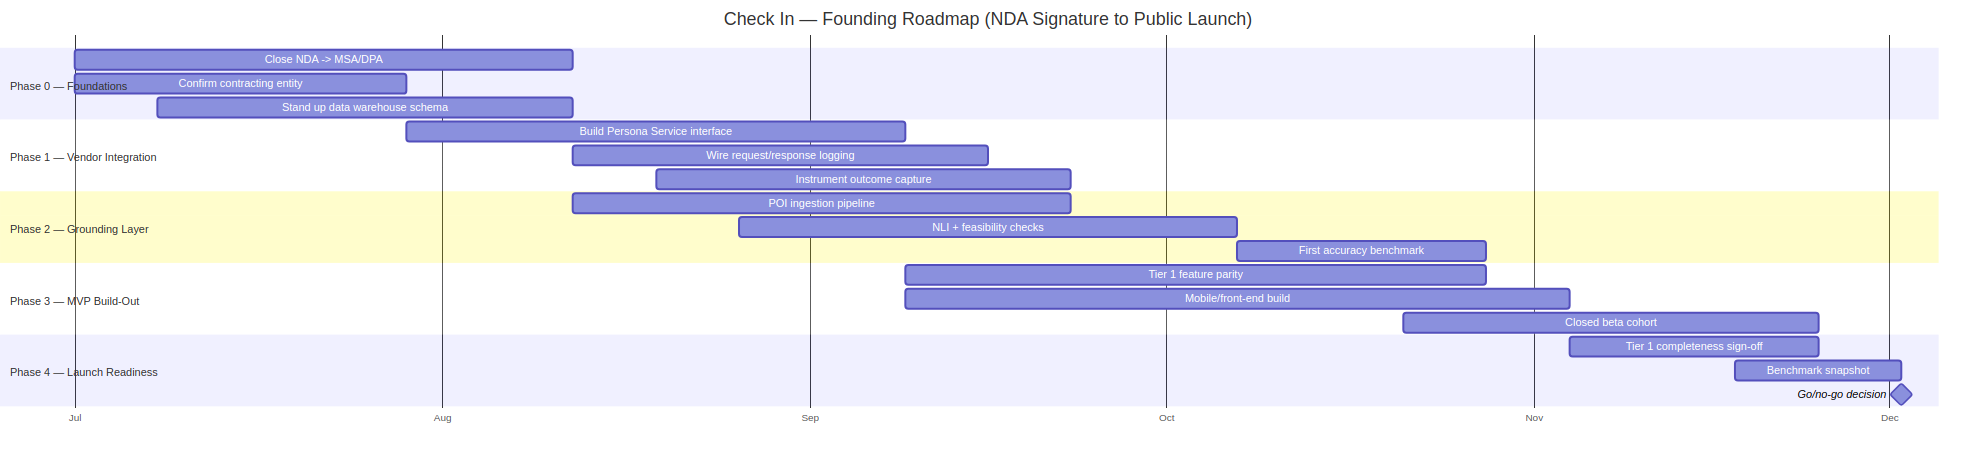 Check In — Founding Roadmap (NDA Signature to Public Launch)
Phase 0 — Foundations
Close NDA -> MSA/DPA
Confirm contracting entity
Stand up data warehouse schema
Phase 1 — Vendor Integration
Build Persona Service interface
Wire request/response logging
Instrument outcome capture
Phase 2 — Grounding Layer
POI ingestion pipeline
NLI + feasibility checks
First accuracy benchmark
Phase 3 — MVP Build-Out
Tier 1 feature parity
Mobile/front-end build
Closed beta cohort
Phase 4 — Launch Readiness
Tier 1 completeness sign-off
Benchmark snapshot
Go/no-go decision
Jul
Aug
Sep
Oct
Nov
Dec